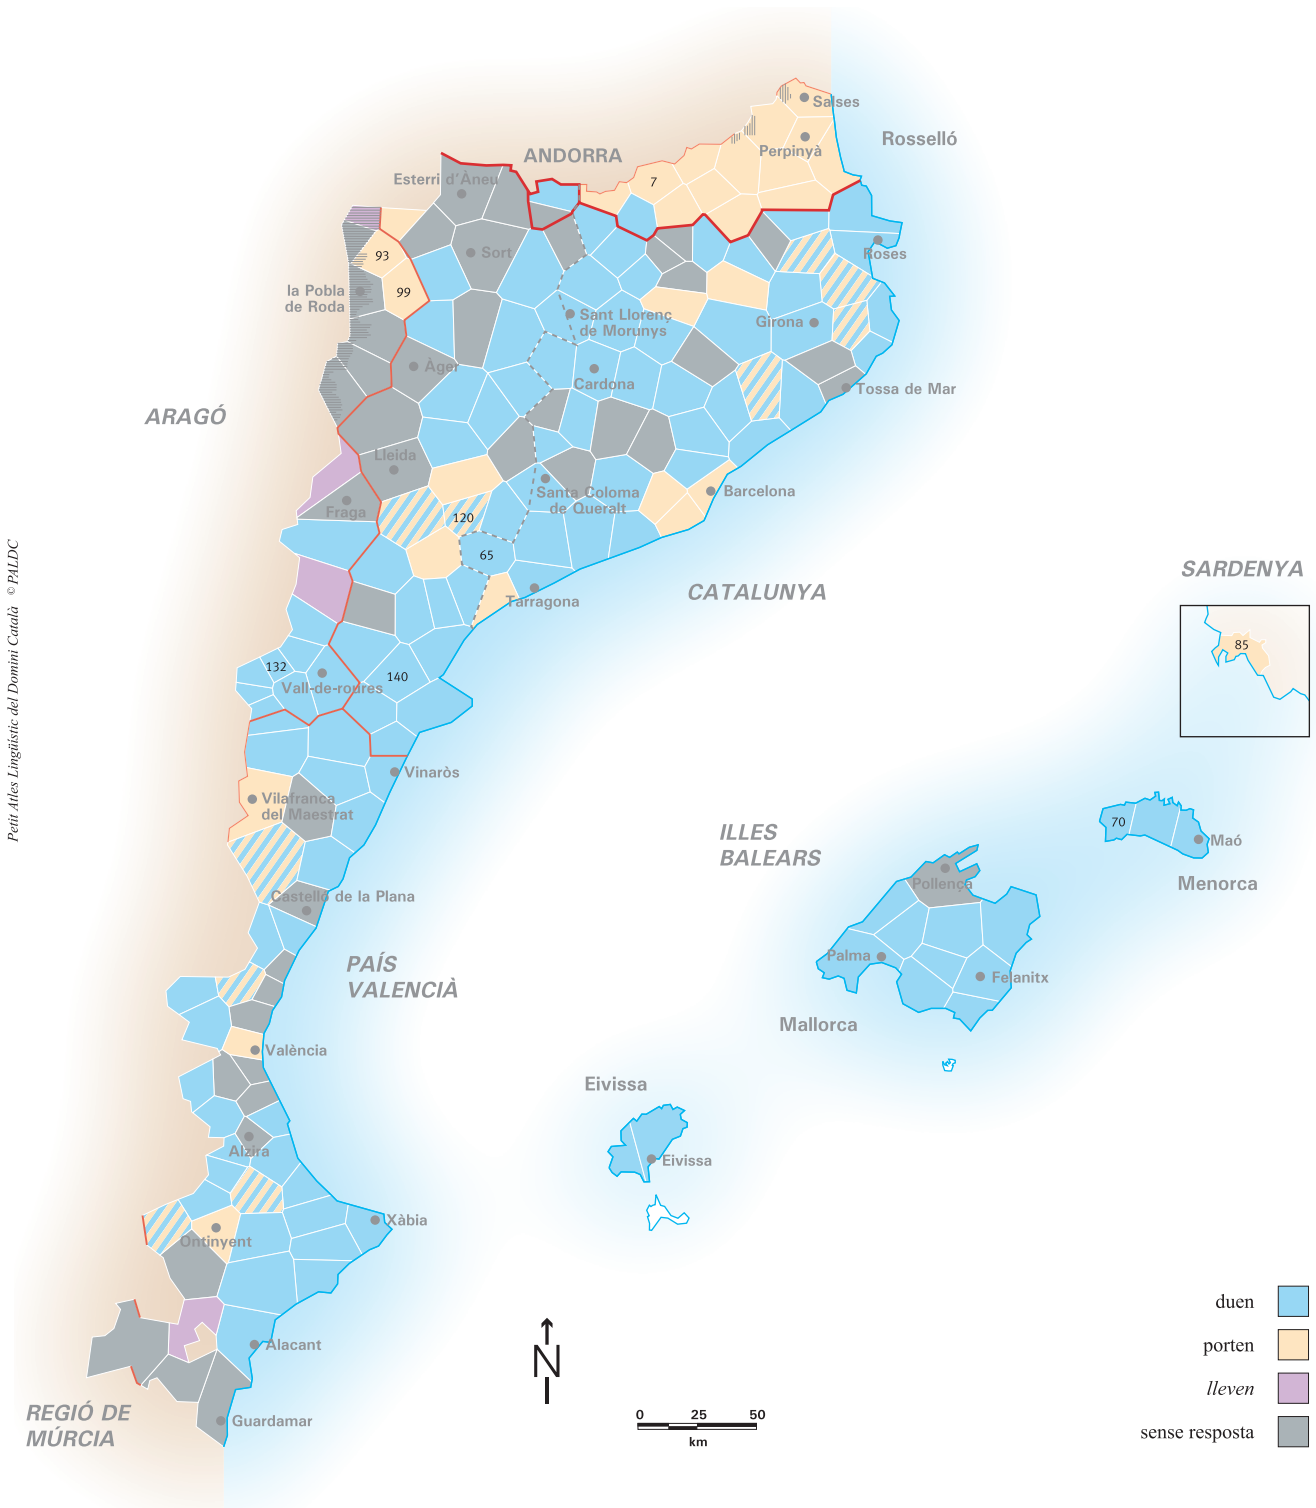 Salses
Rosselló
Perpinyà
ANDORRA
Esterri d'Àneu
7
Sort
93
99
Roses
la Pobla
de Roda
Sant Llorenç
de Morunys
Girona
Àger
Cardona
Tossa de Mar
ARAGÓ
Lleida
Fraga
Santa Coloma
de Queralt
Barcelona
120
65
Tarragona
CATALUNYA
SARDENYA
85
132
Vall-de-roures
140
Petit Atles Lingüístic del Domini Català © PALDC
Vinaròs
Vilafranca
del Maestrat
ILLES
BALEARS
70
Maó
Menorca
Pollença
Castelló de la Plana
Palma
Felanitx
PAÍS
VALENCIÀ
Mallorca
València
Eivissa
Alzira
Eivissa
Xàbia
Ontinyent
Alacant
Guardamar
REGIÓ DE
MÚRCIA
N
0 25 50
km
duen
porten
lleven
sense resposta